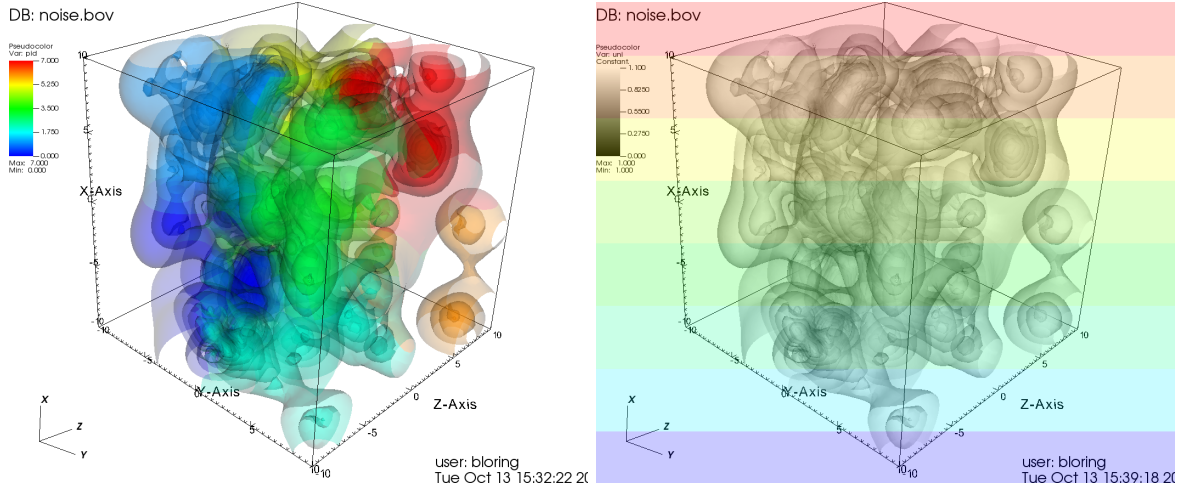 DB: noise.bov
Pseudocolor
Var: pid
7.000
5.250
3.500
1.750
0.000
Max: 7.000
Min: 0.000
10
5
X-Axis
0
-5
-10
-5
Y-Axis
5
10
-10
-5
0
Z-Axis
5
10
X
Z
Y
user: bloring
Tue Oct 13 15:32:22 20
DB: noise.bov
Pseudocolor
Var: uni
Constant
1.100
0.8250
0.5500
0.2750
0.000
Max: 1.000
Min: 1.000
10
5
X-Axis
0
-5
-10
-5
Y-Axis
5
10
-10
-5
0
Z-Axis
5
10
X
Z
Y
user: bloring
Tue Oct 13 15:39:18 20